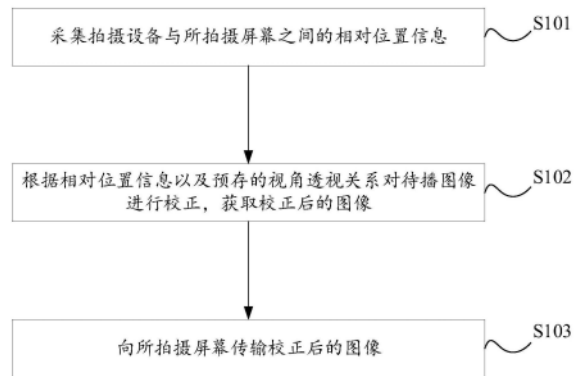 S101
采集拍摄设备与所拍摄屏幕之间的相对位置信息
S102
根据相对位置信息以及预存的视角透视关系对待播图像
进行校正，获取校正后的图像
S103
向所拍摄屏幕传输校正后的图像